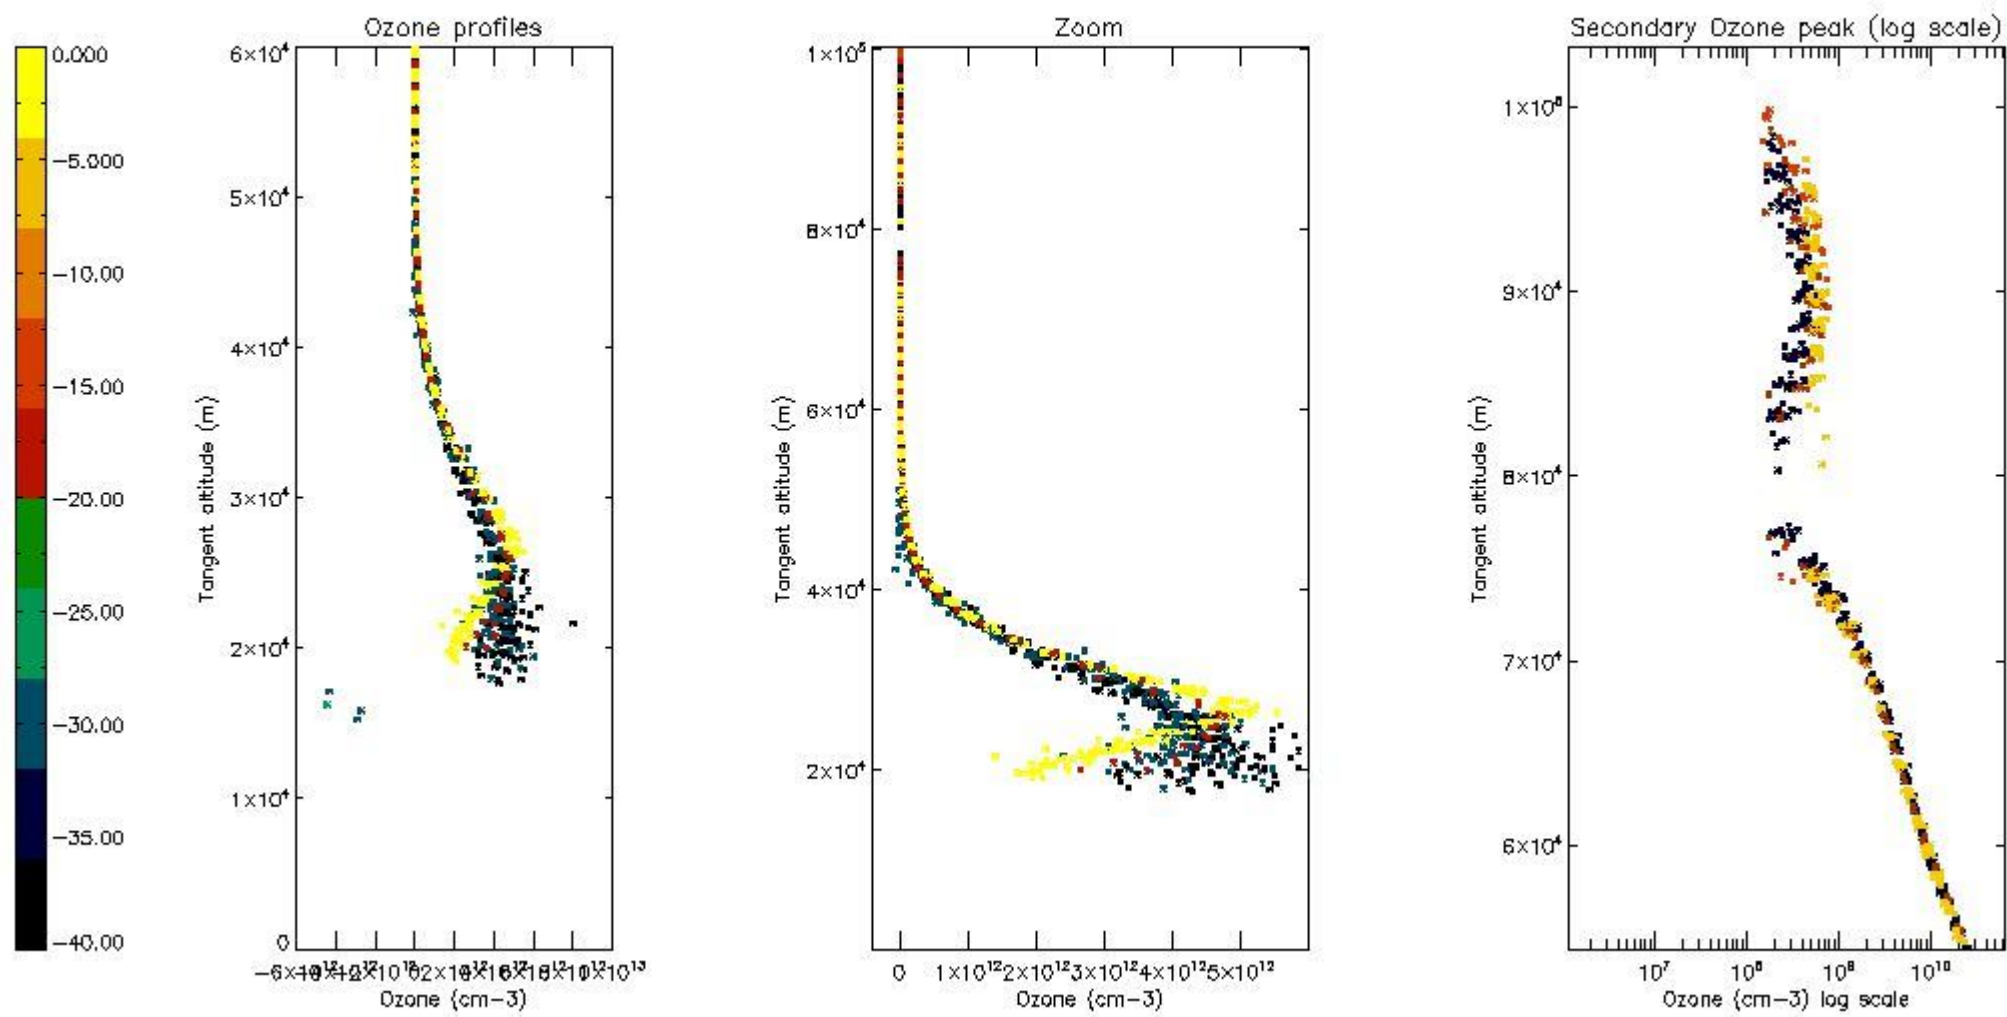 Ozone profiles
Zoom
Secondary Ozone peak (log scale)
0.000
−5.000
−10.00
−15.00
−20.00
−25.00
−30.00
−35.00
−40.00
6×10⁴
5×10⁴
4×10⁴
3×10⁴
2×10⁴
1×10⁴
0
Tangent altitude (m)
Ozone (cm−3)
1×10⁵
8×10⁴
6×10⁴
4×10⁴
2×10⁴
Tangent altitude (m)
0 1×10¹² 2×10¹² 3×10¹² 4×10¹² 5×10¹²
Ozone (cm−3)
9×10⁴
8×10⁴
7×10⁴
6×10⁴
Tangent altitude (m)
10⁷ 10⁸ 10⁹ 10¹⁰
Ozone (cm−3) log scale